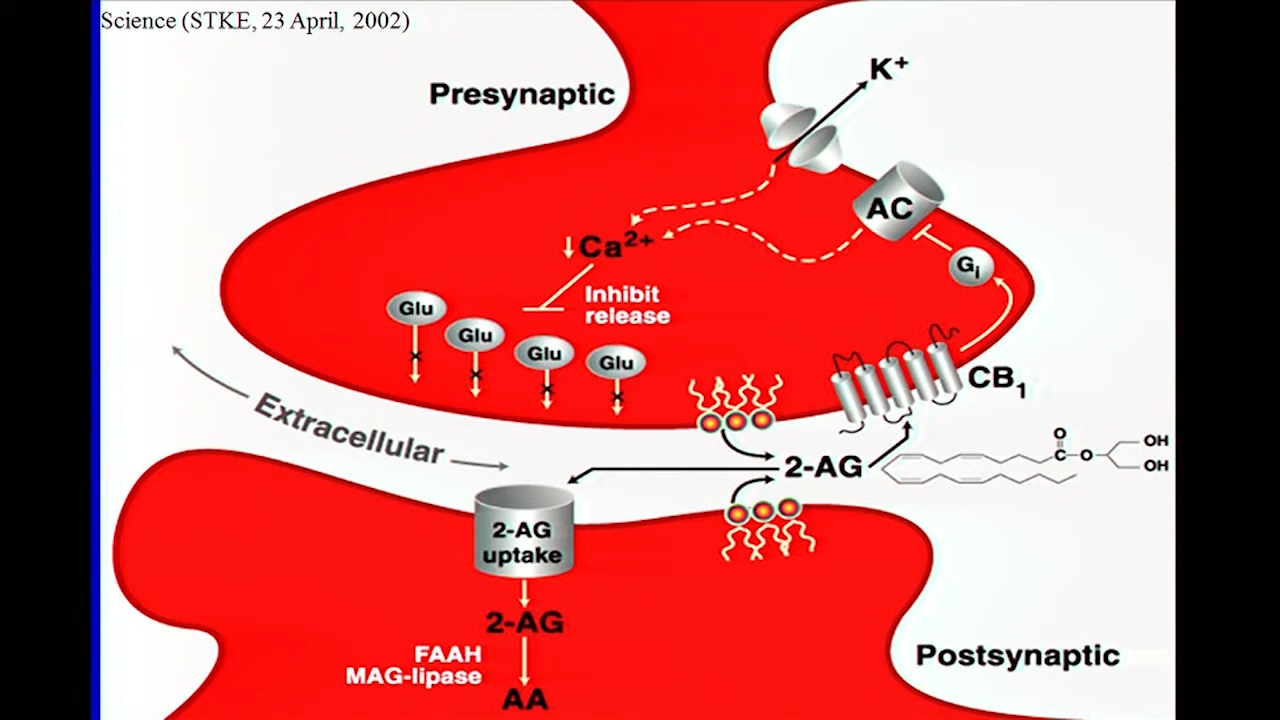 Science (STKE, 23 April, 2002)
Presynaptic
K⁺
AC
Gᵢ
↓ Ca²⁺
Inhibit
release
Glu
Glu
Glu
Glu
CB₁
Extracellular
2-AG
O
C
O
OH
OH
2-AG
uptake
2-AG
FAAH
MAG-lipase
AA
Postsynaptic